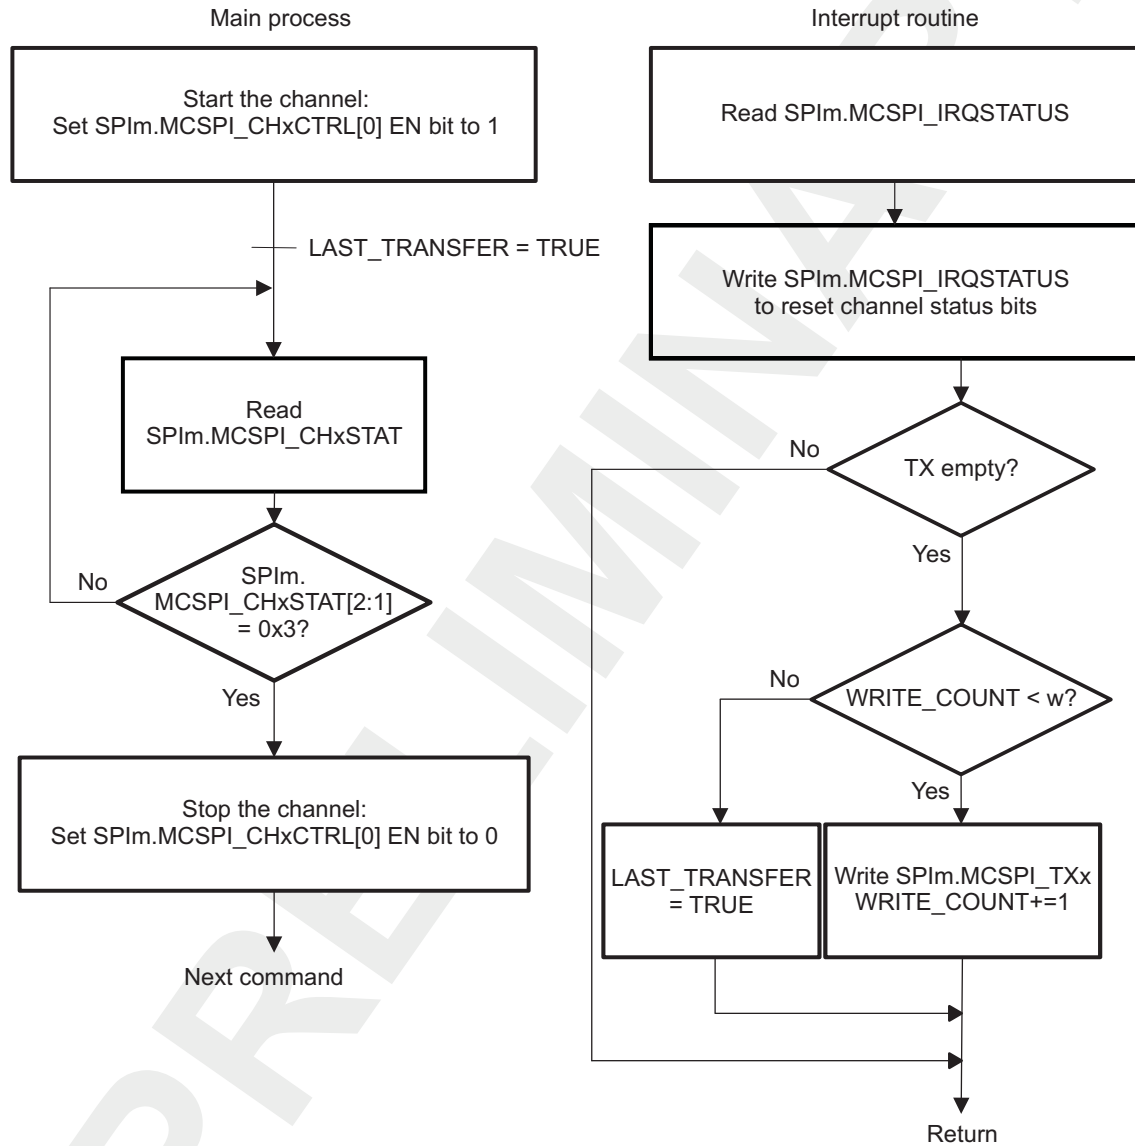 Main process
Start the channel:
Set SPIm.MCSPI_CHxCTRL[0] EN bit to 1
LAST_TRANSFER = TRUE
Read
SPIm.MCSPI_CHxSTAT
No
SPIm.
MCSPI_CHxSTAT[2:1]
= 0x3?
Yes
Stop the channel:
Set SPIm.MCSPI_CHxCTRL[0] EN bit to 0
Next command
Interrupt routine
Read SPIm.MCSPI_IRQSTATUS
Write SPIm.MCSPI_IRQSTATUS
to reset channel status bits
No
TX empty?
Yes
No
WRITE_COUNT < w?
Yes
LAST_TRANSFER
= TRUE
Write SPIm.MCSPI_TXx
WRITE_COUNT+=1
Return
PRELIMINA